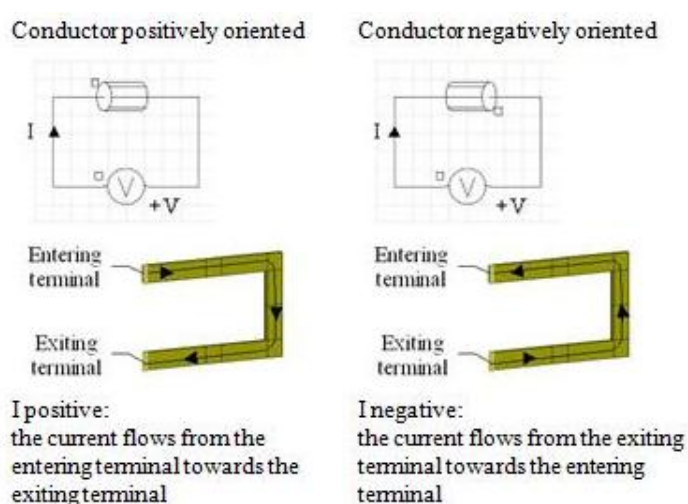 Conductor positively oriented
I
V
+V
Entering
terminal
Exiting
terminal
I positive:
the current flows from the
entering terminal towards the
exiting terminal
Conductor negatively oriented
I
V
+V
Entering
terminal
Exiting
terminal
I negative:
the current flows from the exiting
terminal towards the entering
terminal